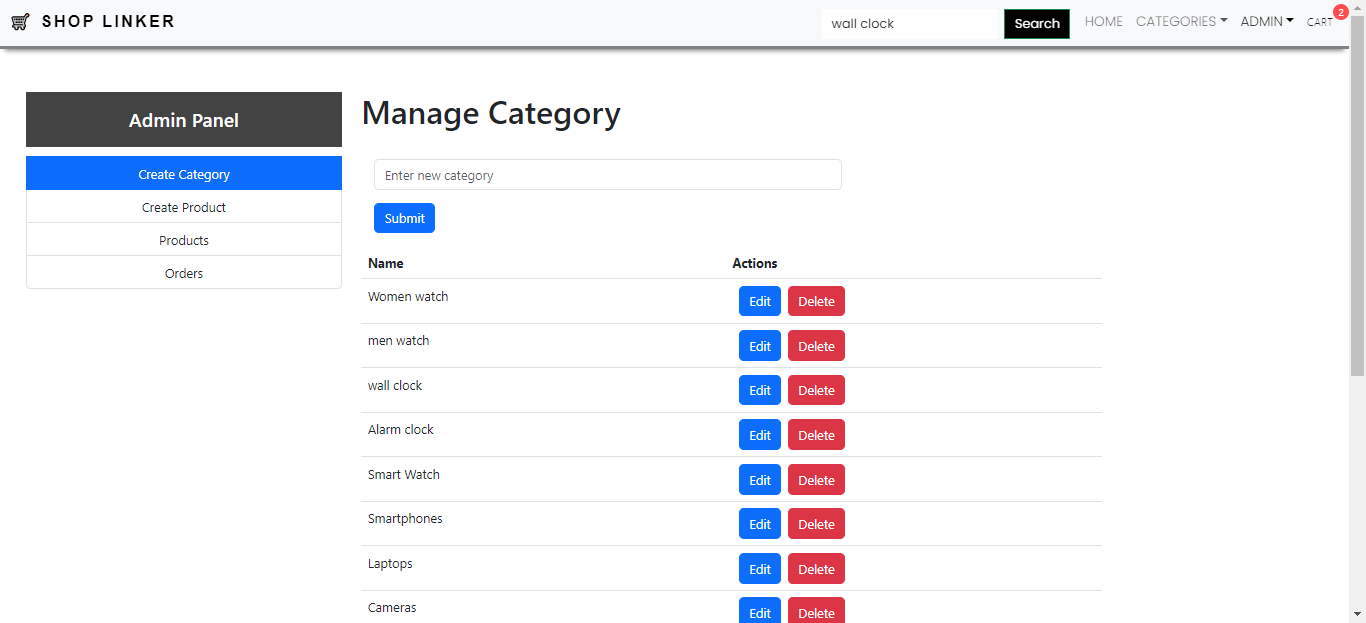 SHOP LINKER
wall clock
Search
HOME
CATEGORIES
ADMIN
CART
2
Admin Panel
Create Category
Create Product
Products
Orders
Manage Category
Enter new category
Submit
Name Actions
Women watch Edit Delete
men watch Edit Delete
wall clock Edit Delete
Alarm clock Edit Delete
Smart Watch Edit Delete
Smartphones Edit Delete
Laptops Edit Delete
Cameras Edit Delete